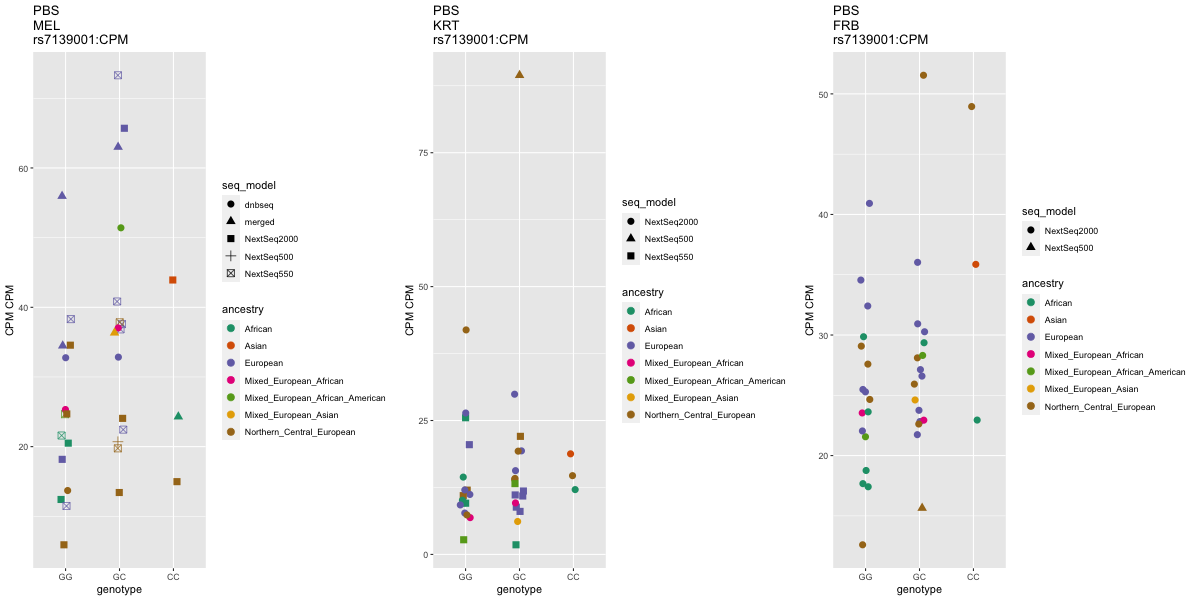 PBS
MEL
rs7139001:CPM
60
40
20
CPM CPM
GG
GC
CC
genotype
seq_model
dnbseq
merged
NextSeq2000
NextSeq500
NextSeq550
ancestry
African
Asian
European
Mixed_European_African
Mixed_European_African_American
Mixed_European_Asian
Northern_Central_European
PBS
KRT
rs7139001:CPM
75
50
25
0
CPM CPM
GG
GC
CC
genotype
seq_model
NextSeq2000
NextSeq500
NextSeq550
ancestry
African
Asian
European
Mixed_European_African
Mixed_European_African_American
Mixed_European_Asian
Northern_Central_European
PBS
FRB
rs7139001:CPM
50
40
30
20
CPM CPM
GG
GC
CC
genotype
seq_model
NextSeq2000
NextSeq500
ancestry
African
Asian
European
Mixed_European_African
Mixed_European_African_American
Mixed_European_Asian
Northern_Central_European